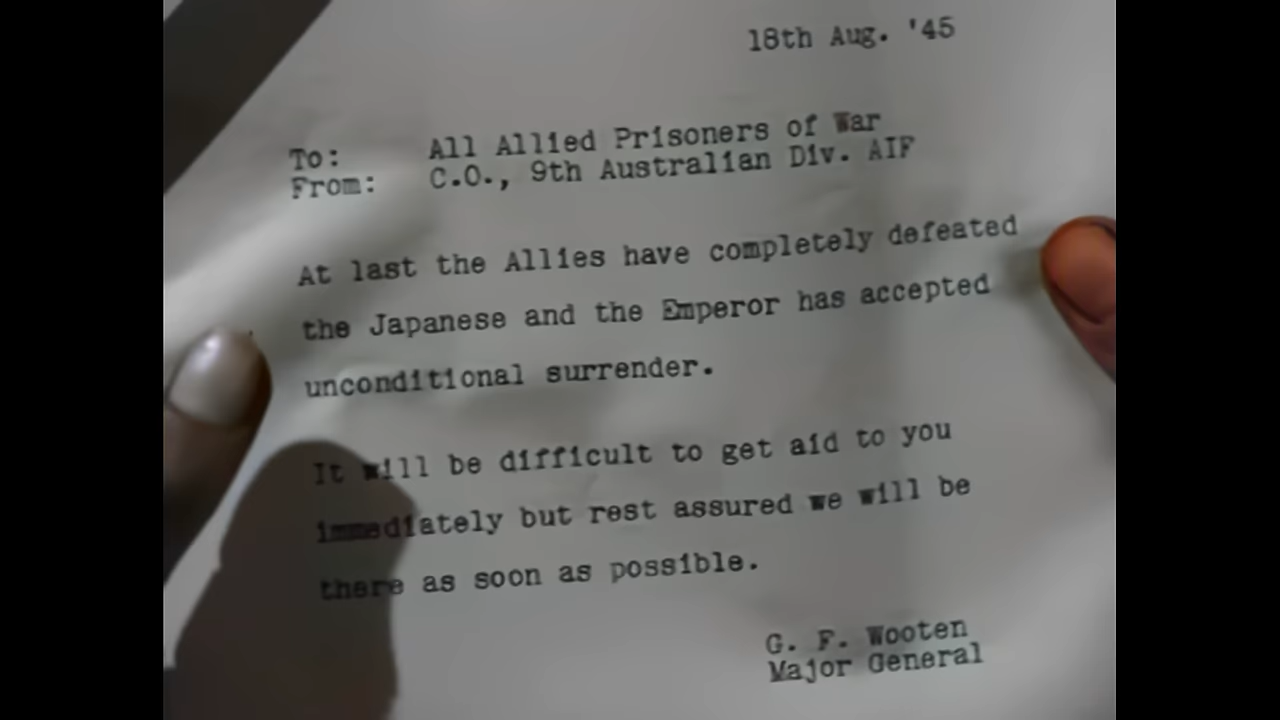 18th Aug. '45
To: All Allied Prisoners of War
From: C.O., 9th Australian Div. AIF
At last the Allies have completely defeated
the Japanese and the Emperor has accepted
unconditional surrender.
It will be difficult to get aid to you
immediately but rest assured we will be
there as soon as possible.
G. F. Wooten
Major General